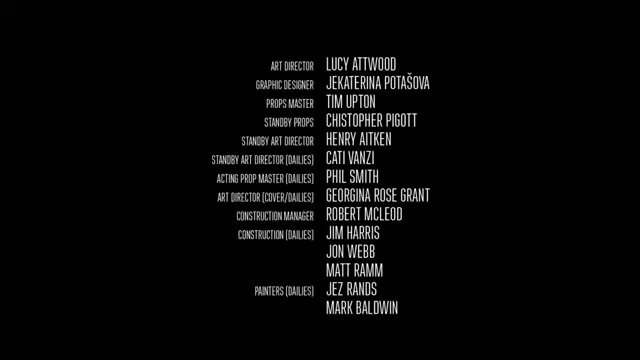 ART DIRECTOR LUCY ATTWOOD
GRAPHIC DESIGNER JEKATERINA POTAŠOVA
PROPS MASTER TIM UPTON
STANDBY PROPS CHISTOPHER PIGOTT
STANDBY ART DIRECTOR HENRY AITKEN
STANDBY ART DIRECTOR (DAILIES) CATI VANZI
ACTING PROP MASTER (DAILIES) PHIL SMITH
ART DIRECTOR (COVER/DAILIES) GEORGINA ROSE GRANT
CONSTRUCTION MANAGER ROBERT MCLEOD
CONSTRUCTION (DAILIES) JIM HARRIS
JON WEBB
MATT RAMM
PAINTERS (DAILIES) JEZ RANDS
MARK BALDWIN